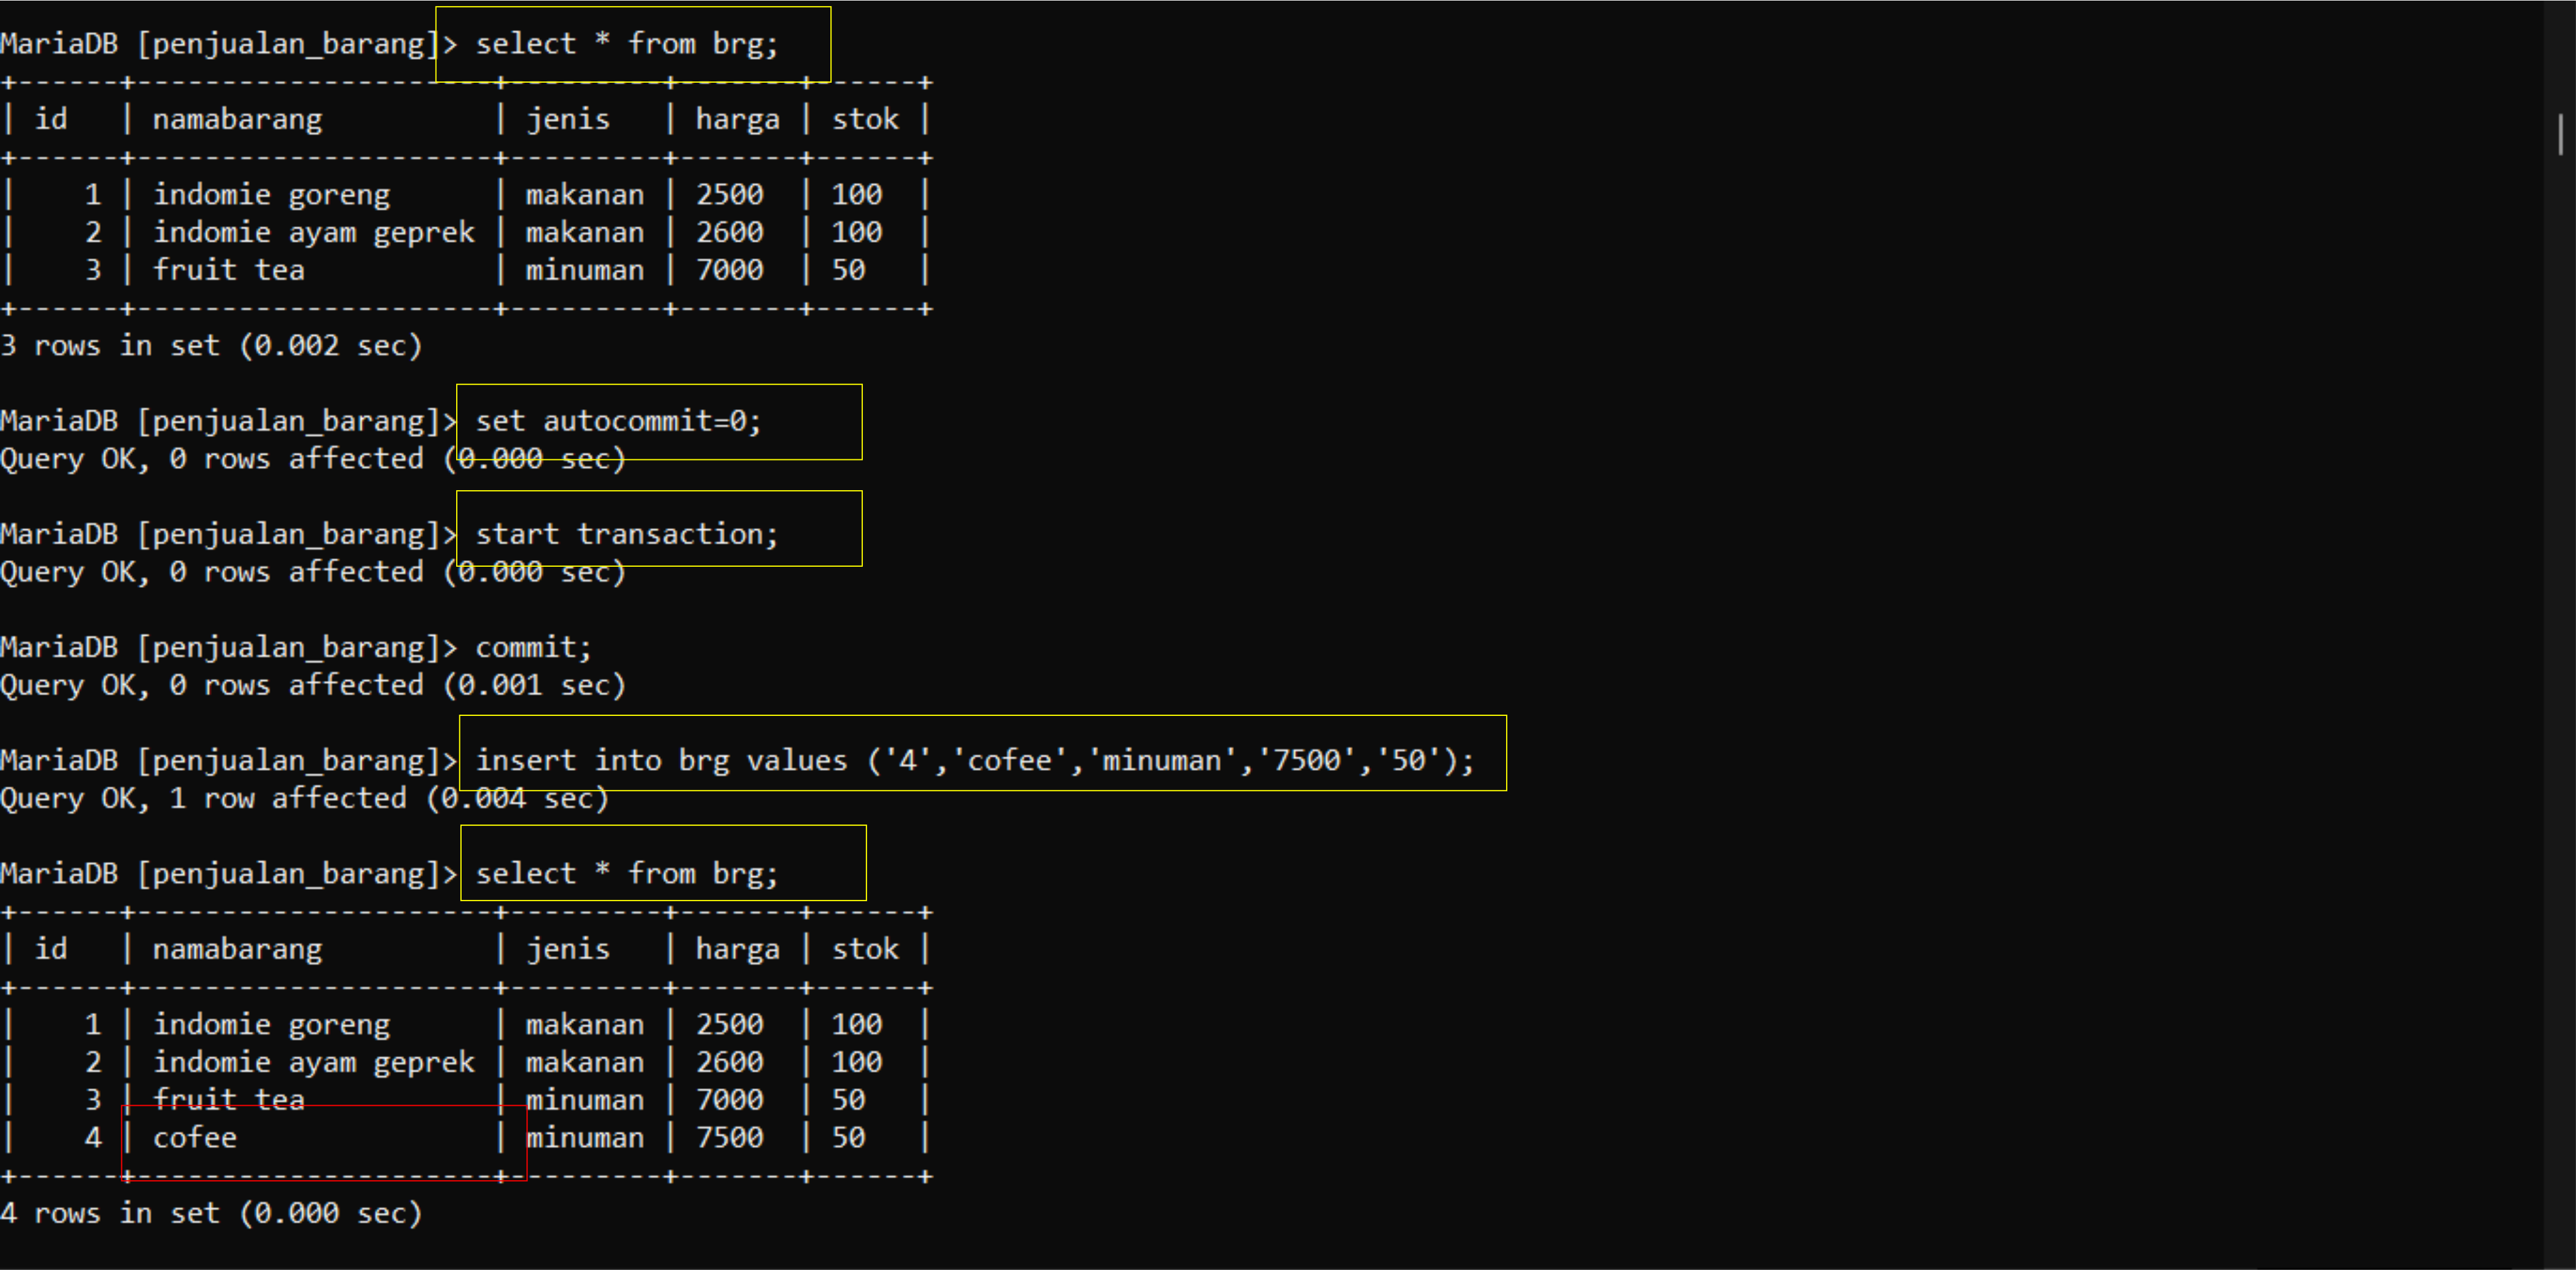 MariaDB [penjualan_barang]> select * from brg;
+------+---------------------+---------+-------+------+
| id   | namabarang          | jenis   | harga | stok |
+------+---------------------+---------+-------+------+
|    1 | indomie goreng      | makanan | 2500  | 100  |
|    2 | indomie ayam geprek | makanan | 2600  | 100  |
|    3 | fruit tea           | minuman | 7000  | 50   |
+------+---------------------+---------+-------+------+
3 rows in set (0.002 sec)
MariaDB [penjualan_barang]> set autocommit=0;
Query OK, 0 rows affected (0.000 sec)
MariaDB [penjualan_barang]> start transaction;
Query OK, 0 rows affected (0.000 sec)
MariaDB [penjualan_barang]> commit;
Query OK, 0 rows affected (0.001 sec)
MariaDB [penjualan_barang]> insert into brg values ('4','cofee','minuman','7500','50');
Query OK, 1 row affected (0.004 sec)
MariaDB [penjualan_barang]> select * from brg;
+------+---------------------+---------+-------+------+
| id   | namabarang          | jenis   | harga | stok |
+------+---------------------+---------+-------+------+
|    1 | indomie goreng      | makanan | 2500  | 100  |
|    2 | indomie ayam geprek | makanan | 2600  | 100  |
|    3 | fruit tea           | minuman | 7000  | 50   |
|    4 | cofee               | minuman | 7500  | 50   |
+------+---------------------+---------+-------+------+
4 rows in set (0.000 sec)